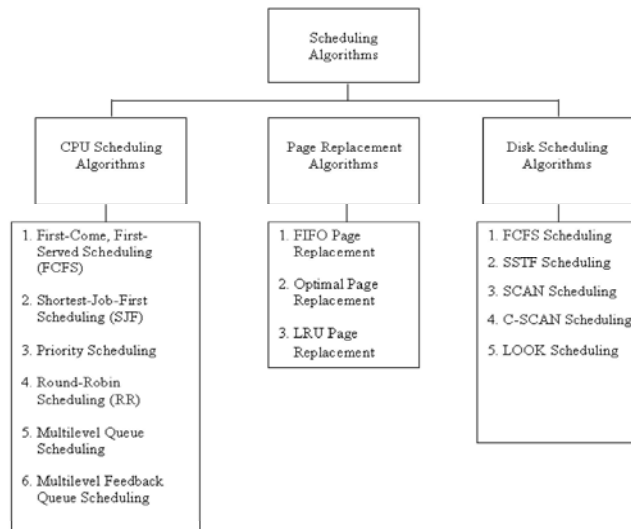 Scheduling
Algorithms
CPU Scheduling
Algorithms
Page Replacement
Algorithms
Disk Scheduling
Algorithms
1. First-Come, First-
Served Scheduling
(FCFS)
2. Shortest-Job-First
Scheduling (SJF)
3. Priority Scheduling
4. Round-Robin
Scheduling (RR)
5. Multilevel Queue
Scheduling
6. Multilevel Feedback
Queue Scheduling
1. FIFO Page
Replacement
2. Optimal Page
Replacement
3. LRU Page
Replacement
1. FCFS Scheduling
2. SSTF Scheduling
3. SCAN Scheduling
4. C-SCAN Scheduling
5. LOOK Scheduling